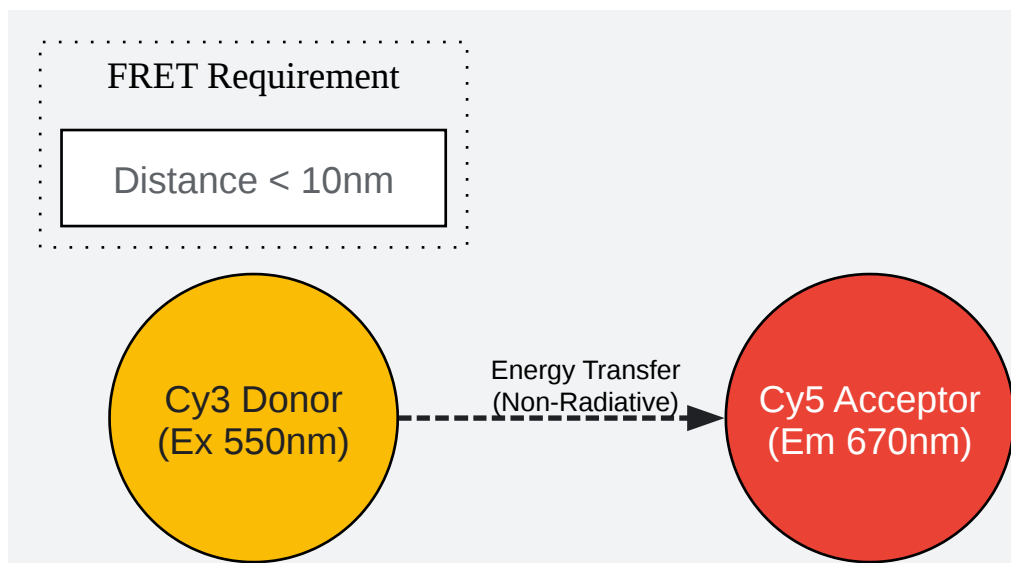 FRET Requirement
Distance < 10nm
Energy Transfer
(Non-Radiative)
Cy3 Donor
(Ex 550nm)
Cy5 Acceptor
(Em 670nm)